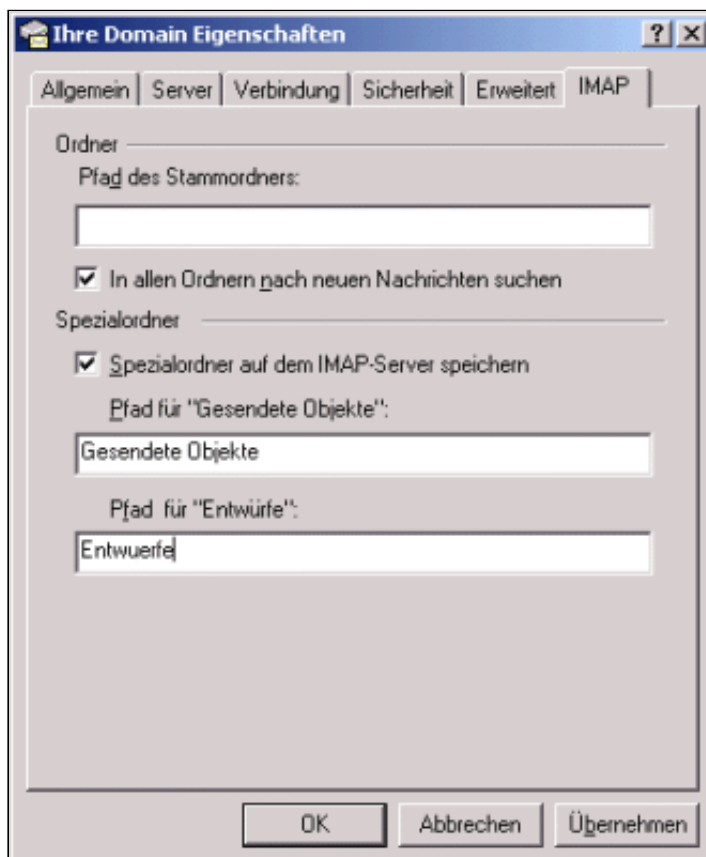 Ihre Domain Eigenschaften
Allgemein Server Verbindung Sicherheit Erweitert IMAP
Ordner
Pfad des Stammordners:
In allen Ordnern nach neuen Nachrichten suchen
Spezialordner
Spezialordner auf dem IMAP-Server speichern
Pfad für "Gesendete Objekte":
Gesendete Objekte
Pfad für "Entwürfe":
Entwuerfe
OK Abbrechen Übernehmen